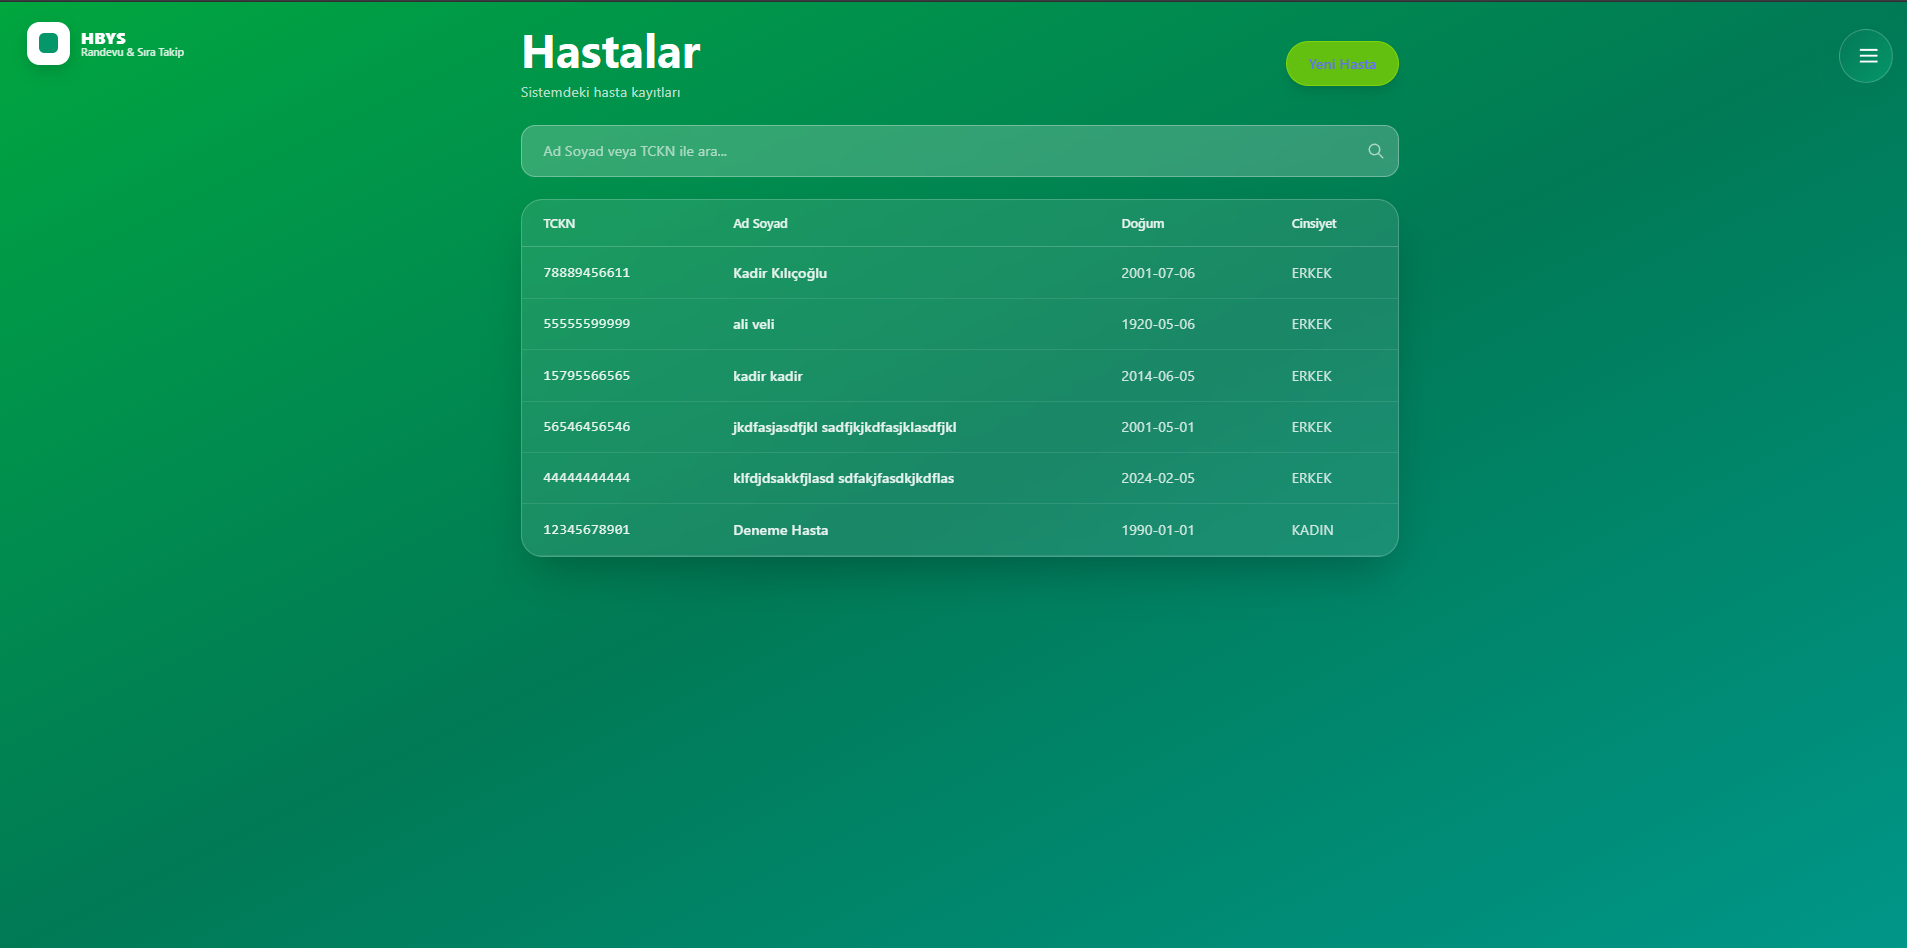 HBYS
Randevu & Sıra Takip
Hastalar
Sistemdeki hasta kayıtları
Yeni Hasta
Ad Soyad veya TCKN ile ara...
TCKN Ad Soyad Doğum Cinsiyet
78889456611 Kadir Kılıçoğlu 2001-07-06 ERKEK
55555599999 ali veli 1920-05-06 ERKEK
15795566565 kadir kadir 2014-06-05 ERKEK
56546456546 jkdfasjasdfjkl sadfjkjkdfasjklasdfjkl 2001-05-01 ERKEK
44444444444 klfdjdsakkfjlasd sdfakjfasdkjkdflas 2024-02-05 ERKEK
12345678901 Deneme Hasta 1990-01-01 KADIN